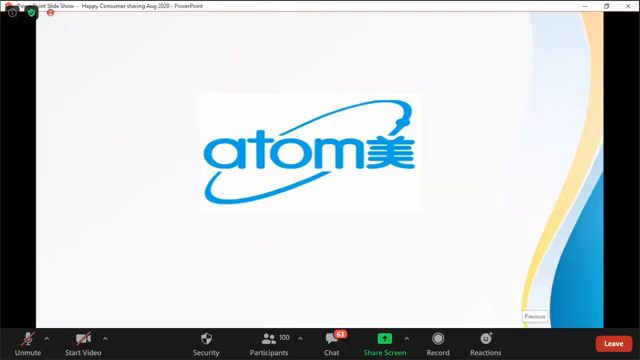 PowerPoint Slide Show - Happy Consumer sharing Aug 2020 - PowerPoint
atom美
Previous
Unmute
Start Video
Security
100
Participants
63
Chat
Share Screen
Record
Reactions
Leave